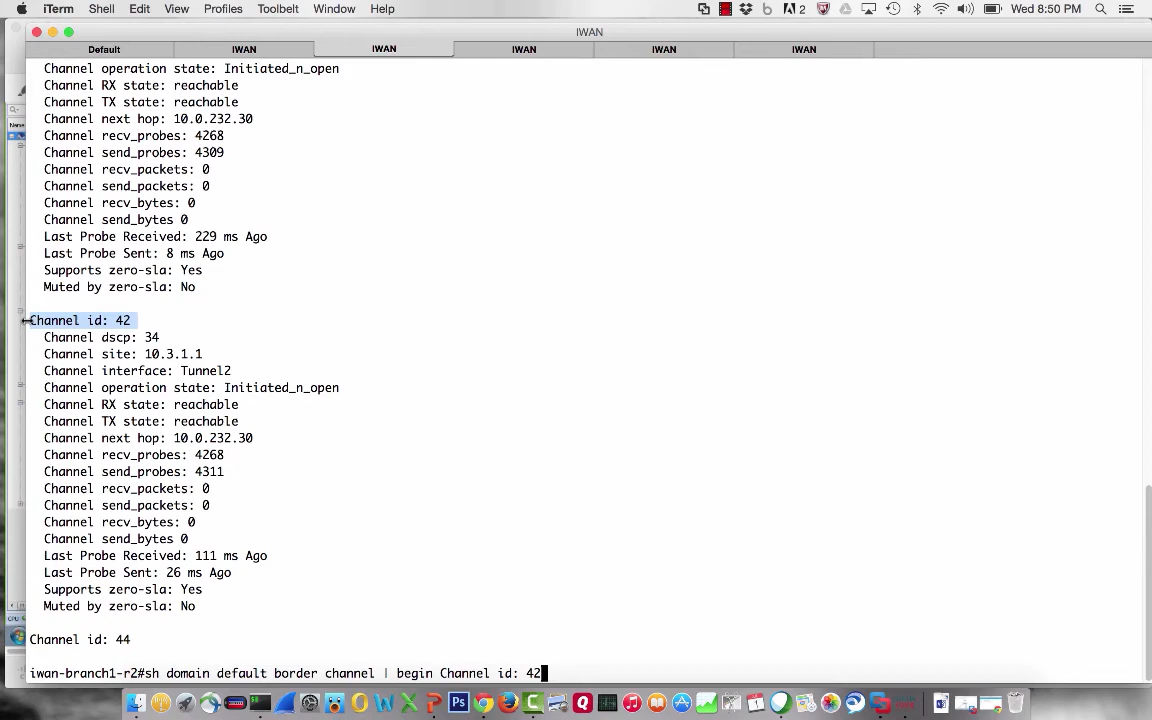 iTerm Shell Edit View Profiles Toolbelt Window Help 2 Wed 8:50 PM
IWAN
Default IWAN IWAN IWAN IWAN IWAN
Channel operation state: Initiated_n_open
Channel RX state: reachable
Channel TX state: reachable
Channel next hop: 10.0.232.30
Channel recv_probes: 4268
Channel send_probes: 4309
Channel recv_packets: 0
Channel send_packets: 0
Channel recv_bytes: 0
Channel send_bytes 0
Last Probe Received: 229 ms Ago
Last Probe Sent: 8 ms Ago
Supports zero-sla: Yes
Muted by zero-sla: No
Channel id: 42
Channel dscp: 34
Channel site: 10.3.1.1
Channel interface: Tunnel2
Channel operation state: Initiated_n_open
Channel RX state: reachable
Channel TX state: reachable
Channel next hop: 10.0.232.30
Channel recv_probes: 4268
Channel send_probes: 4311
Channel recv_packets: 0
Channel send_packets: 0
Channel recv_bytes: 0
Channel send_bytes 0
Last Probe Received: 111 ms Ago
Last Probe Sent: 26 ms Ago
Supports zero-sla: Yes
Muted by zero-sla: No
Channel id: 44
iwan-branch1-r2#sh domain default border channel | begin Channel id: 42